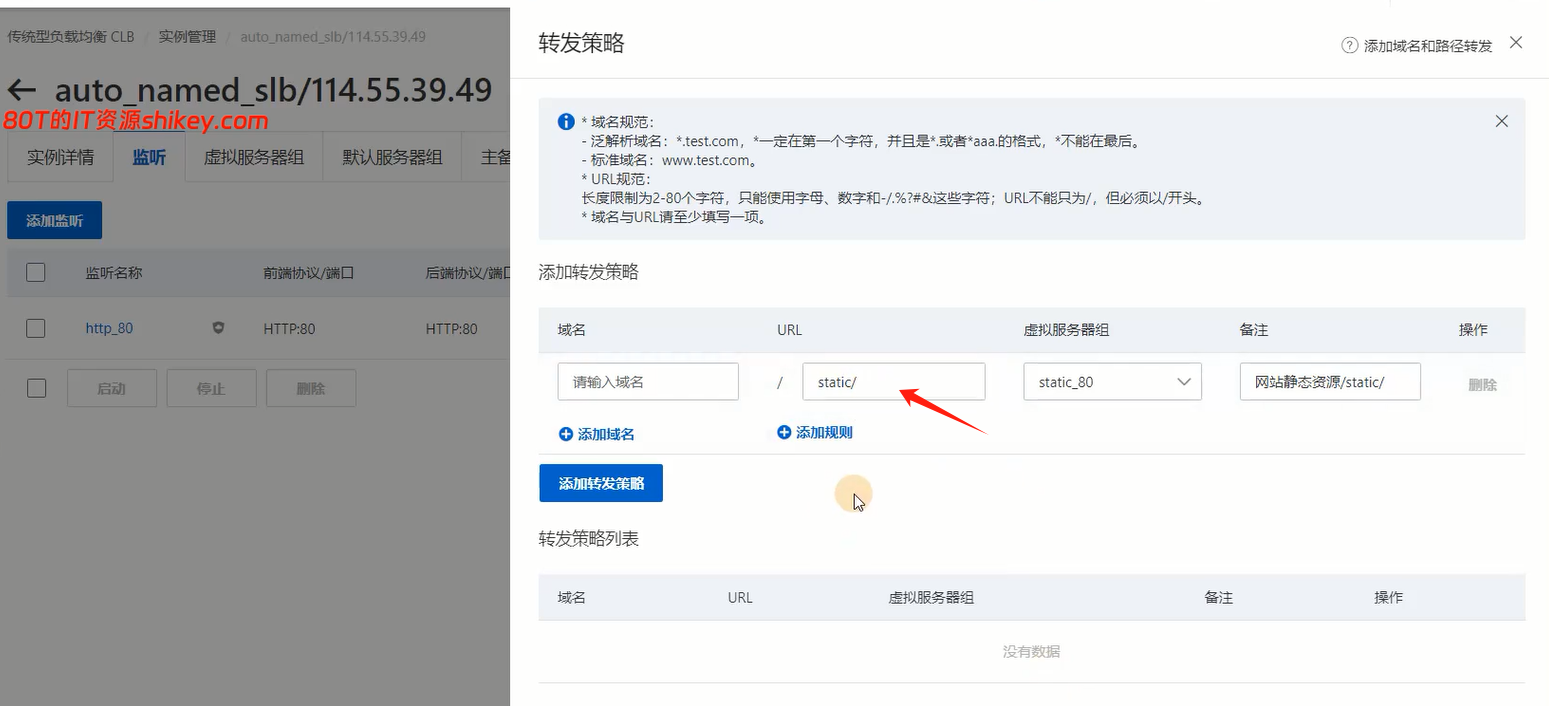 传统型负载均衡 CLB / 实例管理 / auto_named_slb/114.55.39.49
← auto_named_slb/114.55.39.49
80T的IT资源shikey.com
实例详情 监听 虚拟服务器组 默认服务器组 主备
添加监听
监听名称 前端协议/端口 后端协议/端口
http_80 HTTP:80 HTTP:80
启动 停止 删除
转发策略
? 添加域名和路径转发
* 域名规范：
- 泛解析域名：*.test.com，*一定在第一个字符，并且是*.或者*aaa.的格式，*不能在最后。
- 标准域名：www.test.com。
* URL规范：
长度限制为2-80个字符，只能使用字母、数字和-/.%?#&这些字符；URL不能只为/，但必须以/开头。
* 域名与URL请至少填写一项。
添加转发策略
域名 URL 虚拟服务器组 备注 操作
请输入域名 / static/ static_80 网站静态资源/static/ 删除
添加域名 添加规则
添加转发策略
转发策略列表
域名 URL 虚拟服务器组 备注 操作
没有数据